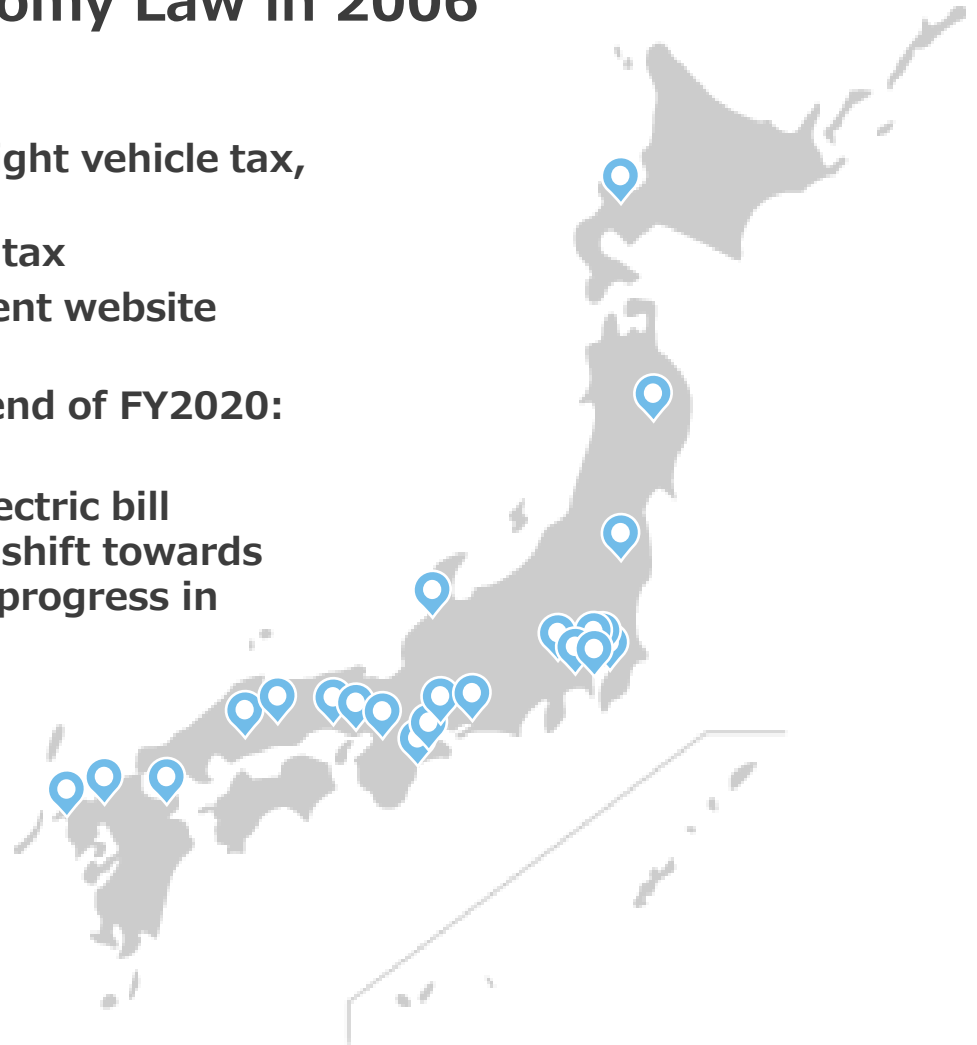 omy Law in 2006
ght vehicle tax,
tax
ent website
end of FY2020:
ectric bill
shift towards
progress in